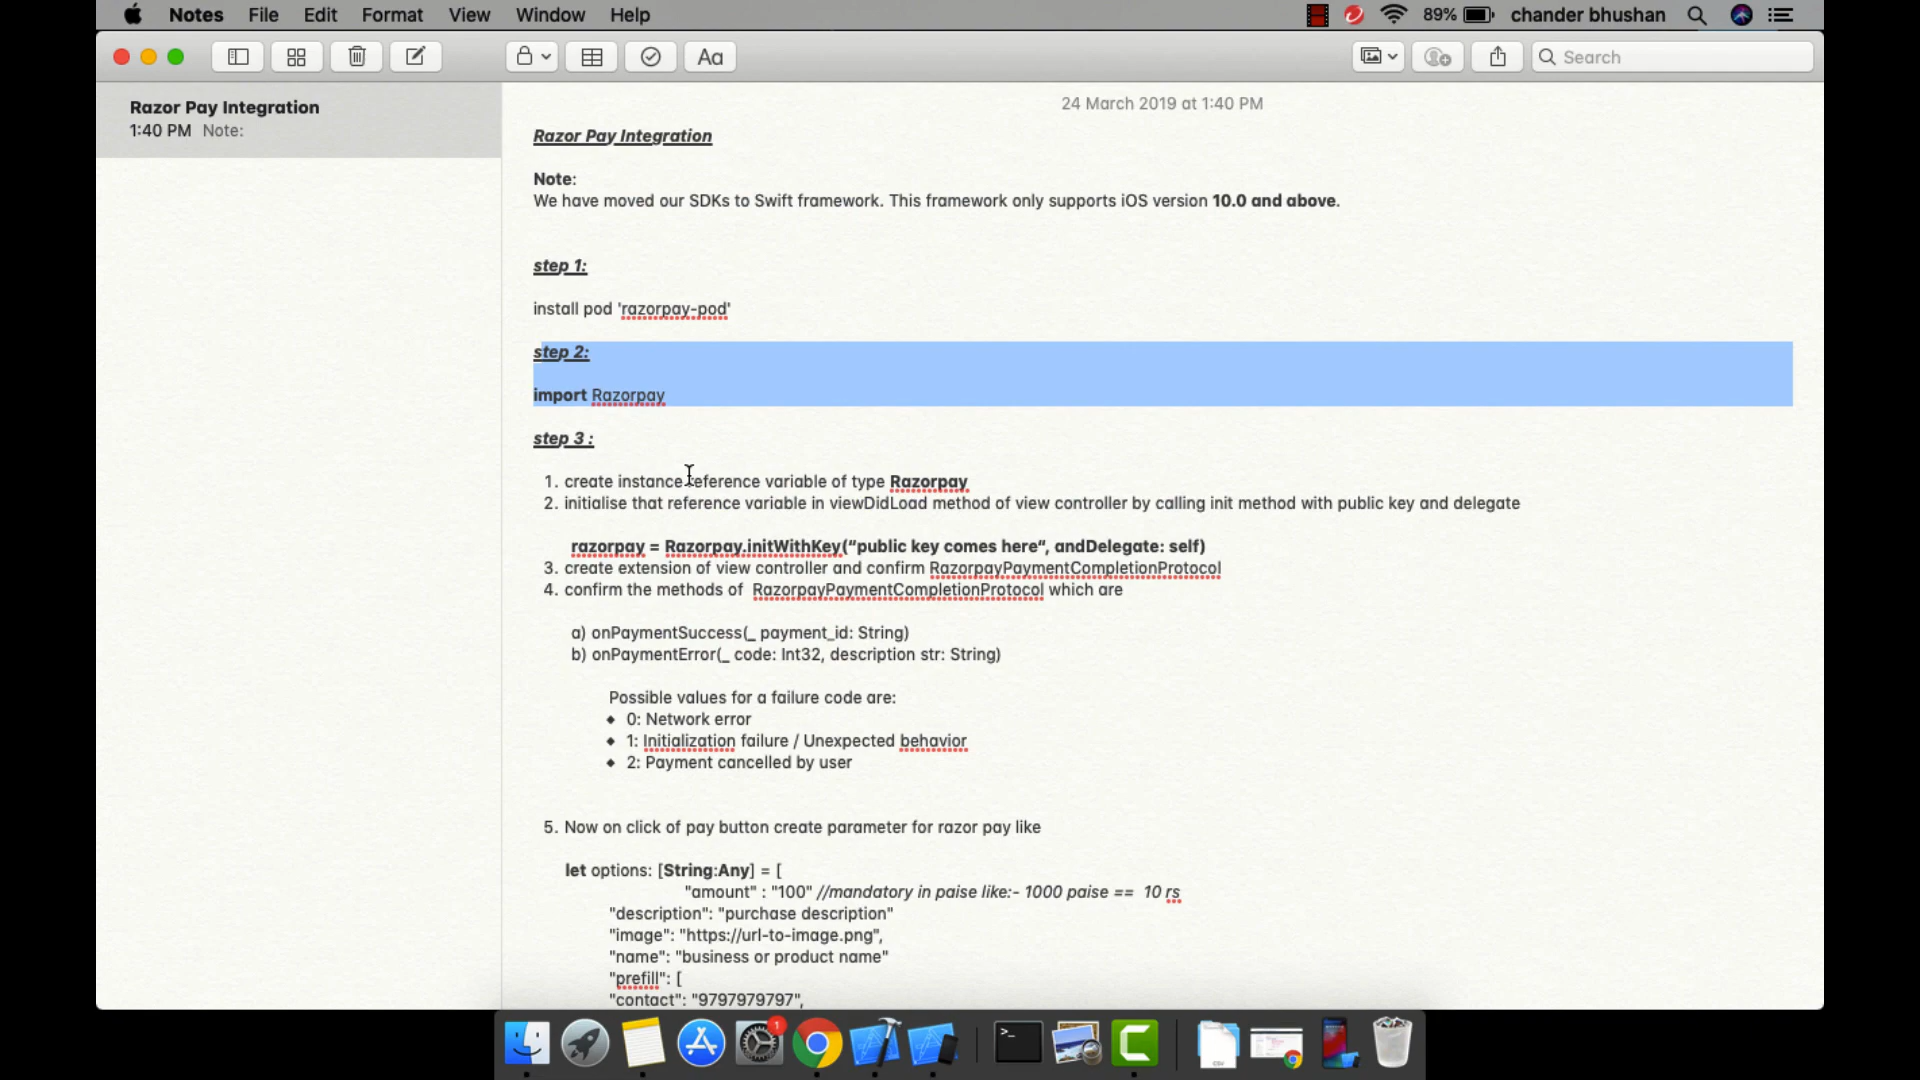 Notes File Edit Format View Window Help 89% chander bhushan
Aa Search
Razor Pay Integration
1:40 PM Note:
24 March 2019 at 1:40 PM
Razor Pay Integration
Note:
We have moved our SDKs to Swift framework. This framework only supports iOS version 10.0 and above.
step 1:
install pod 'razorpay-pod'
step 2:
import Razorpay
step 3 :
1. create instance reference variable of type Razorpay
2. initialise that reference variable in viewDidLoad method of view controller by calling init method with public key and delegate
razorpay = Razorpay.initWithKey(“public key comes here“, andDelegate: self)
3. create extension of view controller and confirm RazorpayPaymentCompletionProtocol
4. confirm the methods of RazorpayPaymentCompletionProtocol which are
a) onPaymentSuccess(_ payment_id: String)
b) onPaymentError(_ code: Int32, description str: String)
Possible values for a failure code are:
◆ 0: Network error
◆ 1: Initialization failure / Unexpected behavior
◆ 2: Payment cancelled by user
5. Now on click of pay button create parameter for razor pay like
let options: [String:Any] = [
"amount" : "100" //mandatory in paise like:- 1000 paise == 10 rs
"description": "purchase description"
"image": "https://url-to-image.png",
"name": "business or product name"
"prefill": [
"contact": "9797979797",
1
>_
C
CSV